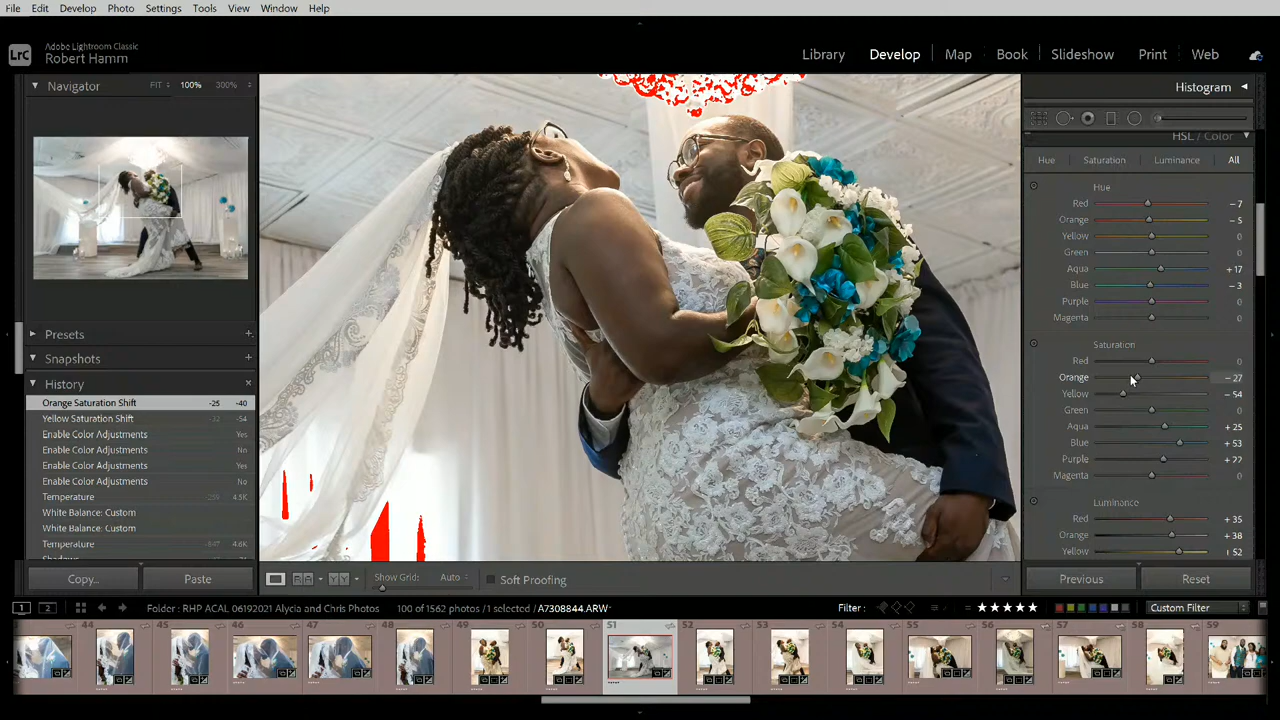 File Edit Develop Photo Settings Tools View Window Help
LrC
Adobe Lightroom Classic
Robert Hamm
Library Develop Map Book Slideshow Print Web
Navigator FIT 100% 300%
Histogram
HSL / Color
Hue Saturation Luminance All
Hue
Red -7
Orange -5
Yellow 0
Green 0
Aqua +17
Blue -3
Purple 0
Magenta 0
Saturation
Red 0
Orange -27
Yellow -54
Green 0
Aqua +25
Blue +53
Purple +22
Magenta 0
Luminance
Red +35
Orange +38
Yellow +52
Presets
Snapshots
History
Orange Saturation Shift -25 -40
Yellow Saturation Shift -54
Enable Color Adjustments Yes
Enable Color Adjustments No
Enable Color Adjustments Yes
Enable Color Adjustments No
Temperature 4.5K
White Balance: Custom
White Balance: Custom
Temperature 4.6K
Copy... Paste
Show Grid: Auto Soft Proofing
Previous Reset
1 2 Folder : RHP ACAL 06192021 Alycia and Chris Photos 100 of 1562 photos /1 selected / A7308844.ARW Filter : Custom Filter
44 45 46 47 48 49 50 51 52 53 54 55 56 57 58 59